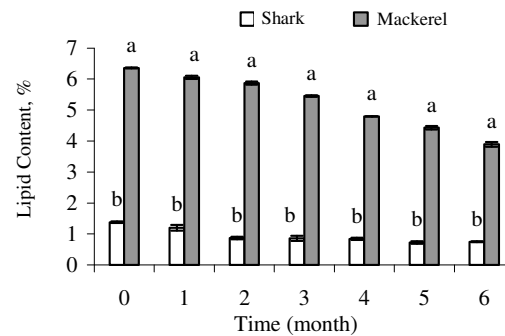 Shark Mackerel
7
6
5
4
3
2
1
0
Lipid Content, %
a a a a a a a
b b b b b b b
0 1 2 3 4 5 6
Time (month)